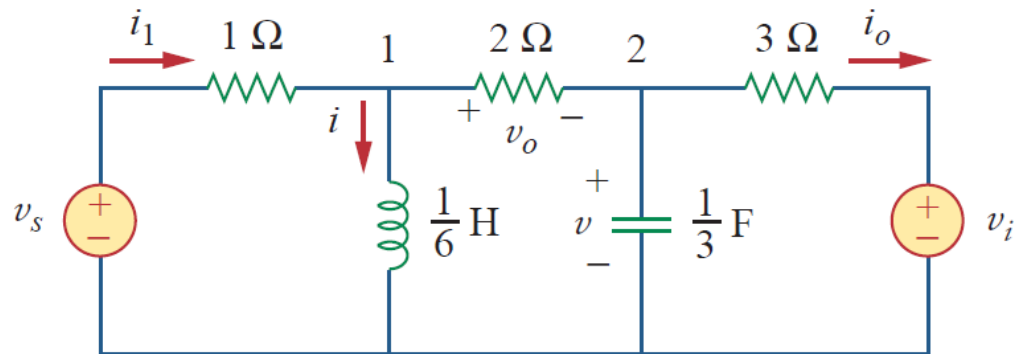 i₁ 1 Ω 1 2 Ω 2 3 Ω iₒ
i + vₒ −
vₛ + − 1/6 H + v − 1/3 F + − vᵢ